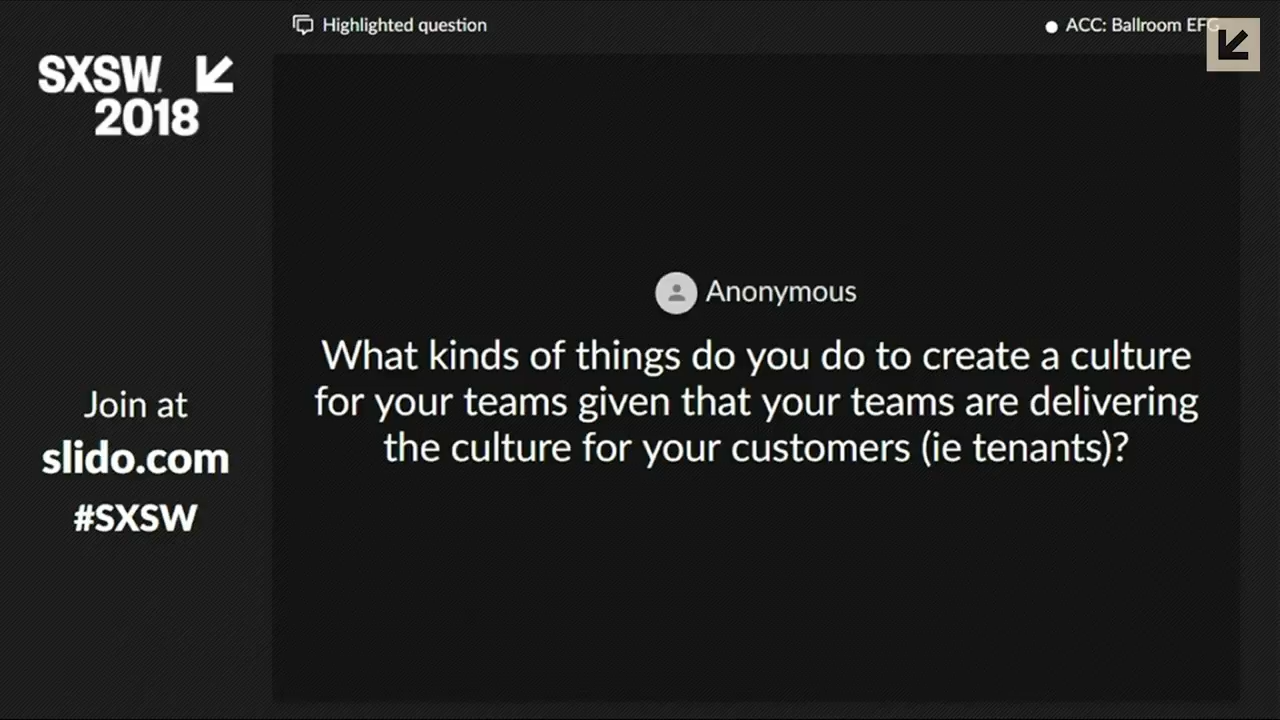 Highlighted question
ACC: Ballroom EFG
SXSW.
2018
Anonymous
What kinds of things do you do to create a culture
for your teams given that your teams are delivering
the culture for your customers (ie tenants)?
Join at
slido.com
#SXSW